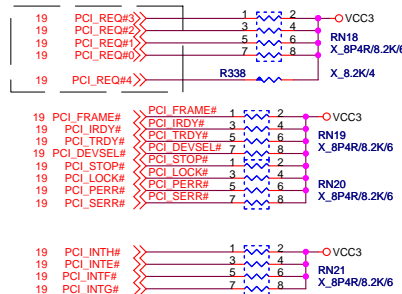 19 PCI_REQ#3 1 2 VCC3
19 PCI_REQ#2 3 4
19 PCI_REQ#1 5 6 RN18
19 PCI_REQ#0 7 8 X_8P4R/8.2K/6
19 PCI_REQ#4 R338 X_8.2K/4
19 PCI_FRAME# PCI_FRAME# 1 2 VCC3
19 PCI_IRDY# PCI_IRDY# 3 4
19 PCI_TRDY# PCI_TRDY# 5 6 RN19
19 PCI_DEVSEL# PCI_DEVSEL# 7 8 X_8P4R/8.2K/6
19 PCI_STOP# PCI_STOP# 1 2
19 PCI_LOCK# PCI_LOCK# 3 4
19 PCI_PERR# PCI_PERR# 5 6 RN20
19 PCI_SERR# PCI_SERR# 7 8 X_8P4R/8.2K/6
19 PCI_INTH# 1 2 VCC3
19 PCI_INTE# 3 4
19 PCI_INTF# 5 6 RN21
19 PCI_INTG# 7 8 X_8P4R/8.2K/6